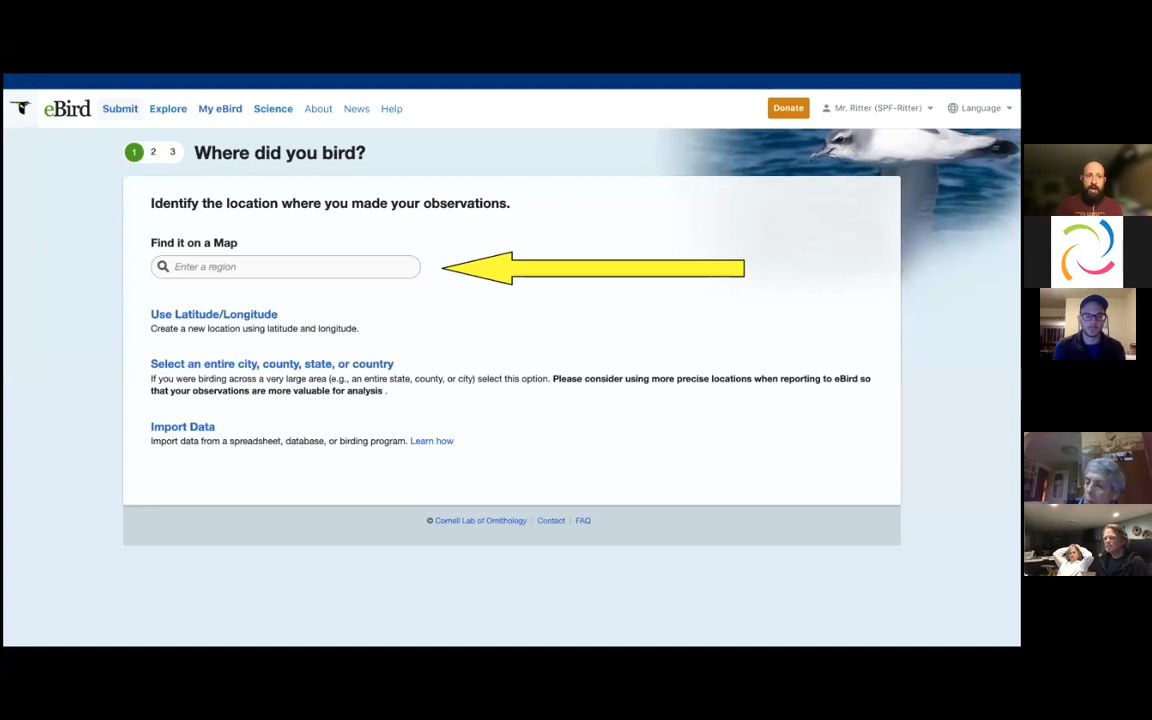 eBird Submit Explore My eBird Science About News Help Donate Mr. Ritter (SPF-Ritter) Language
1 2 3 Where did you bird?
Identify the location where you made your observations.
Find it on a Map
Enter a region
Use Latitude/Longitude
Create a new location using latitude and longitude.
Select an entire city, county, state, or country
If you were birding across a very large area (e.g., an entire state, county, or city) select this option. Please consider using more precise locations when reporting to eBird so
that your observations are more valuable for analysis .
Import Data
Import data from a spreadsheet, database, or birding program. Learn how
© Cornell Lab of Ornithology | Contact | FAQ